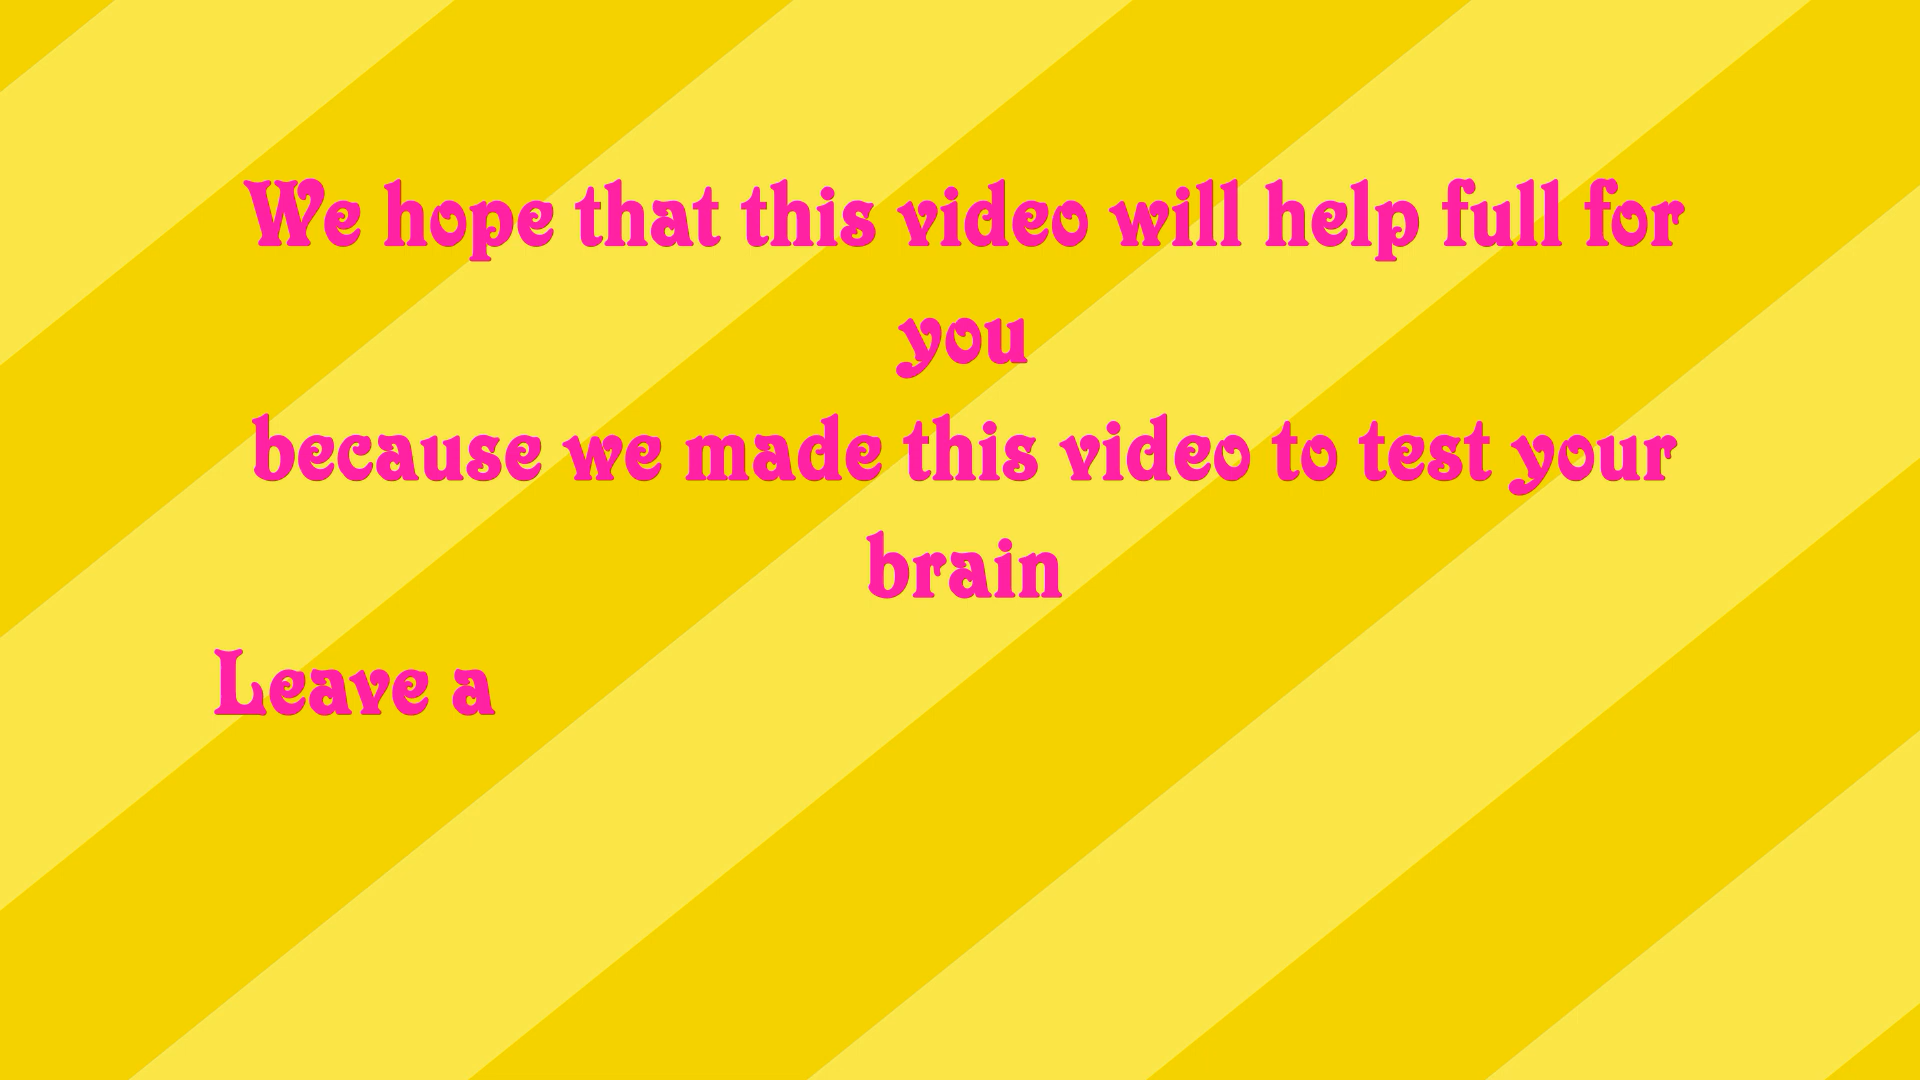 We hope that this video will help full for
you
because we made this video to test your
brain
Leave a